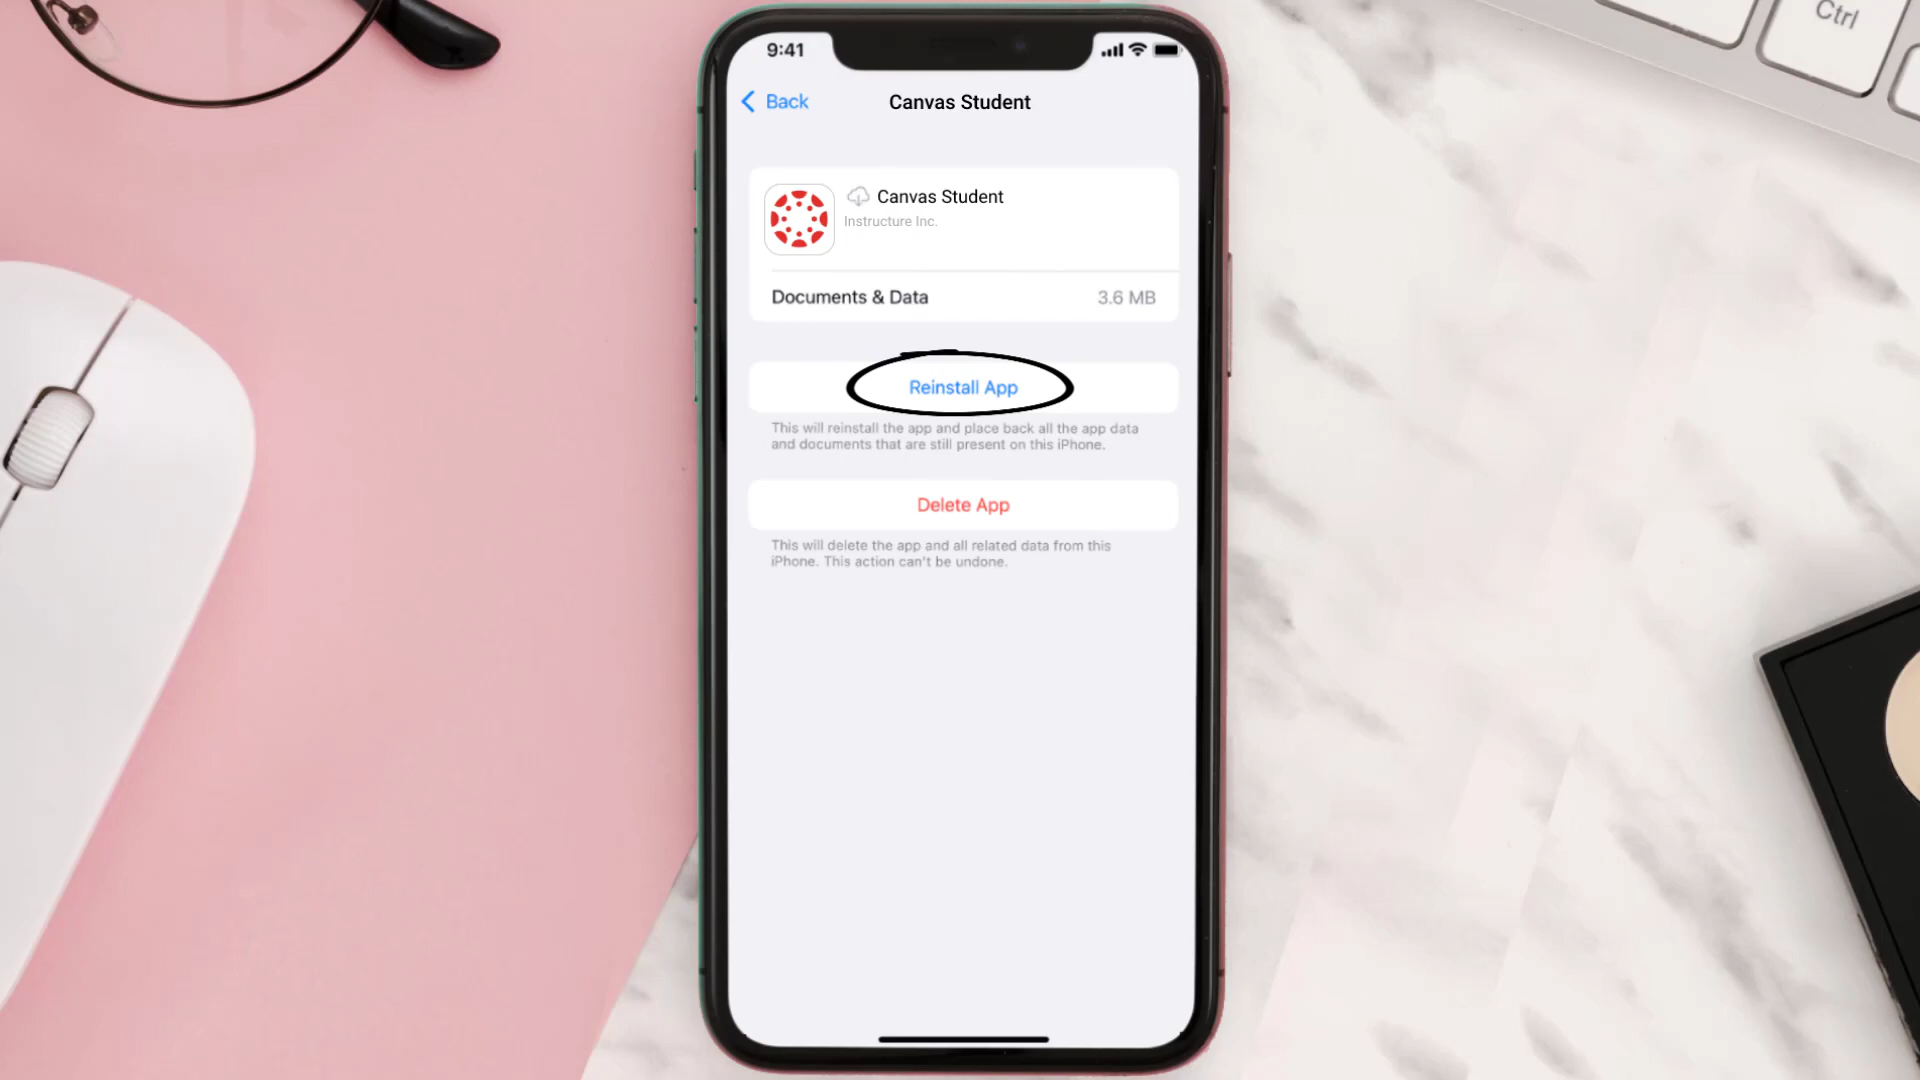 Ctrl
9:41
Back
Canvas Student
Canvas Student
Instructure Inc.
Documents & Data 3.6 MB
Reinstall App
This will reinstall the app and place back all the app data
and documents that are still present on this iPhone.
Delete App
This will delete the app and all related data from this
iPhone. This action can't be undone.